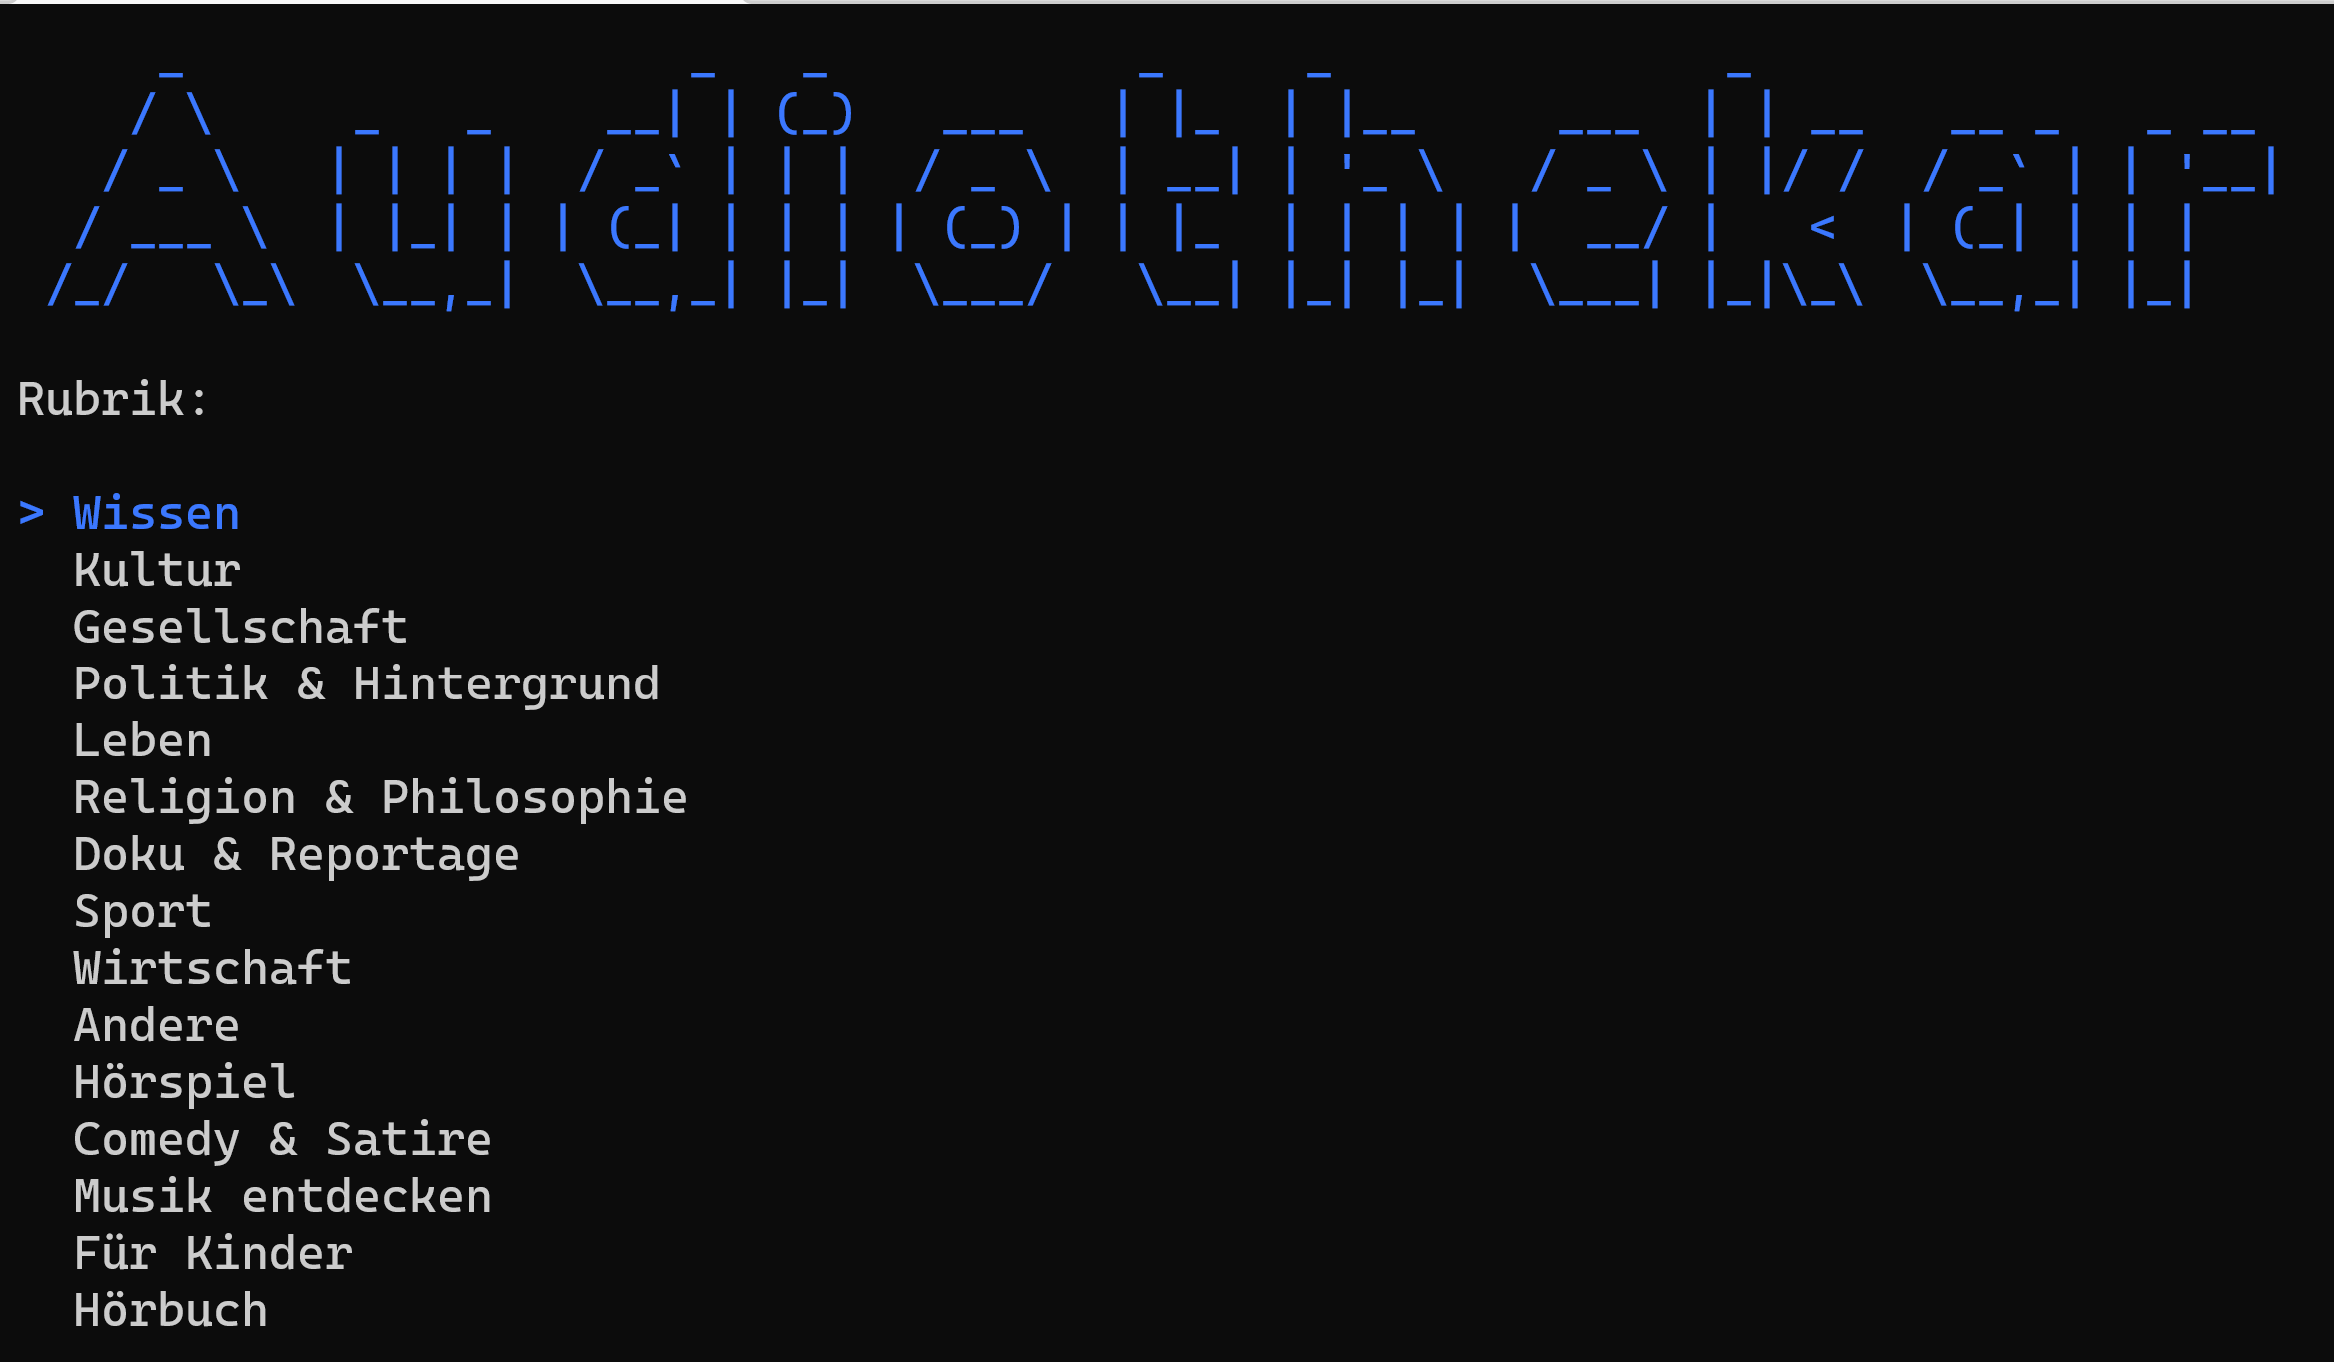 Audiothekar
Rubrik:
> Wissen
Kultur
Gesellschaft
Politik & Hintergrund
Leben
Religion & Philosophie
Doku & Reportage
Sport
Wirtschaft
Andere
Hörspiel
Comedy & Satire
Musik entdecken
Für Kinder
Hörbuch